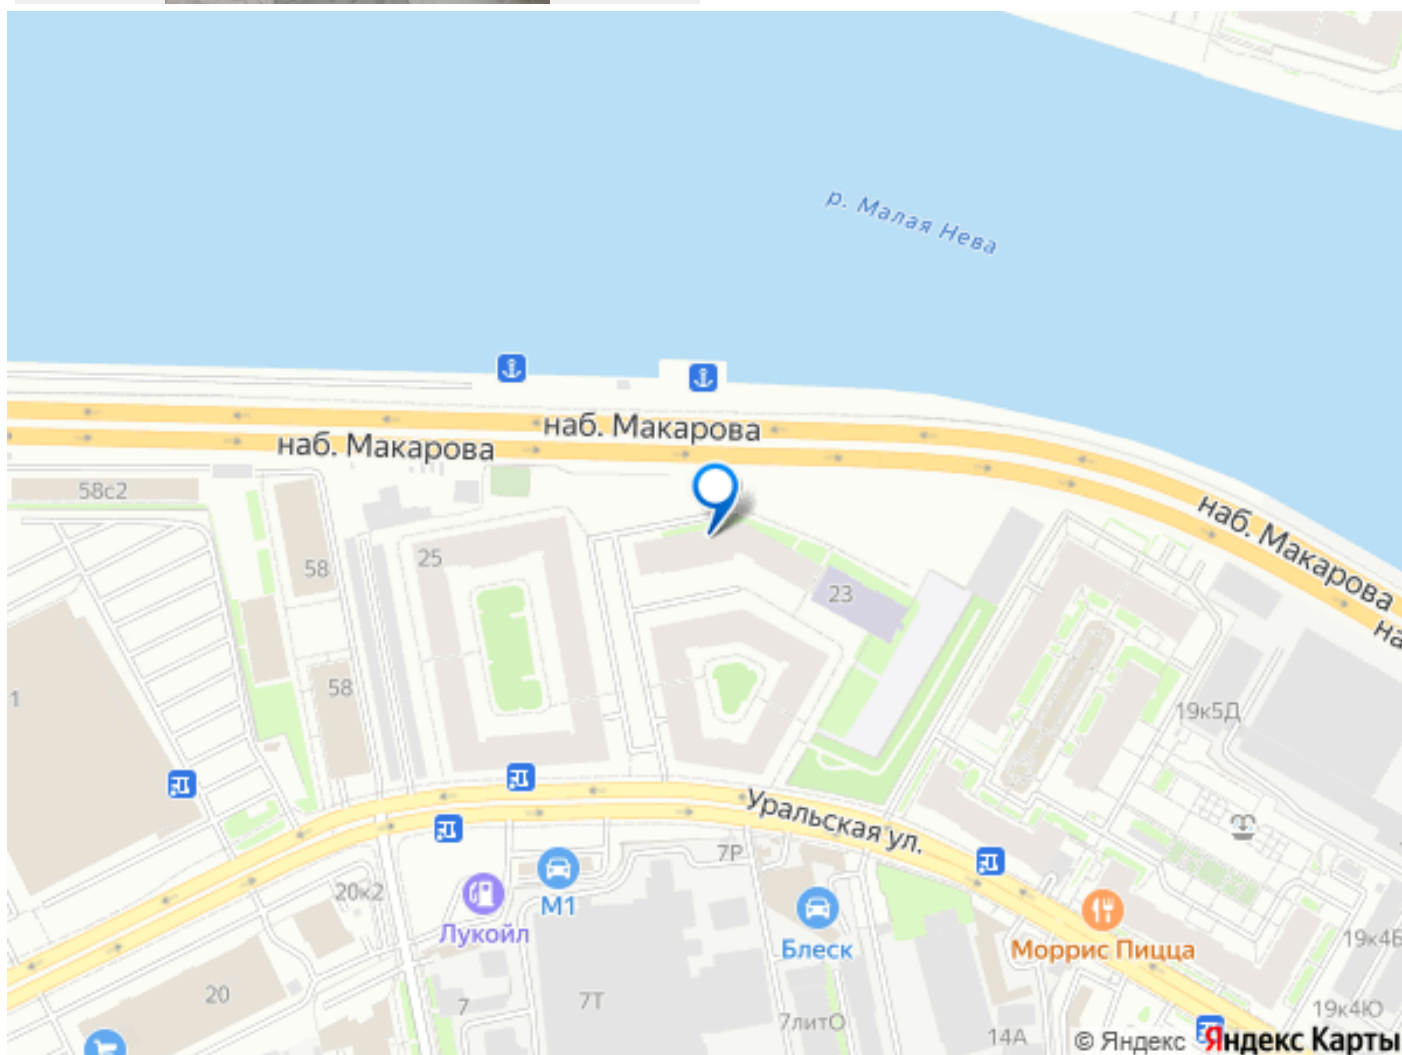 р. Малая Нева
наб. Макарова
наб. Макарова
наб. Макарова
на
58с2
58
25
23
58
1
19к5Д
Уральская ул.
7Р
20к2
М1
Лукойл
Блеск
Моррис Пицца
19к4Б
20
7
7Т
7литО
14А
19к4Ю
© Яндекс Яндекс Карты